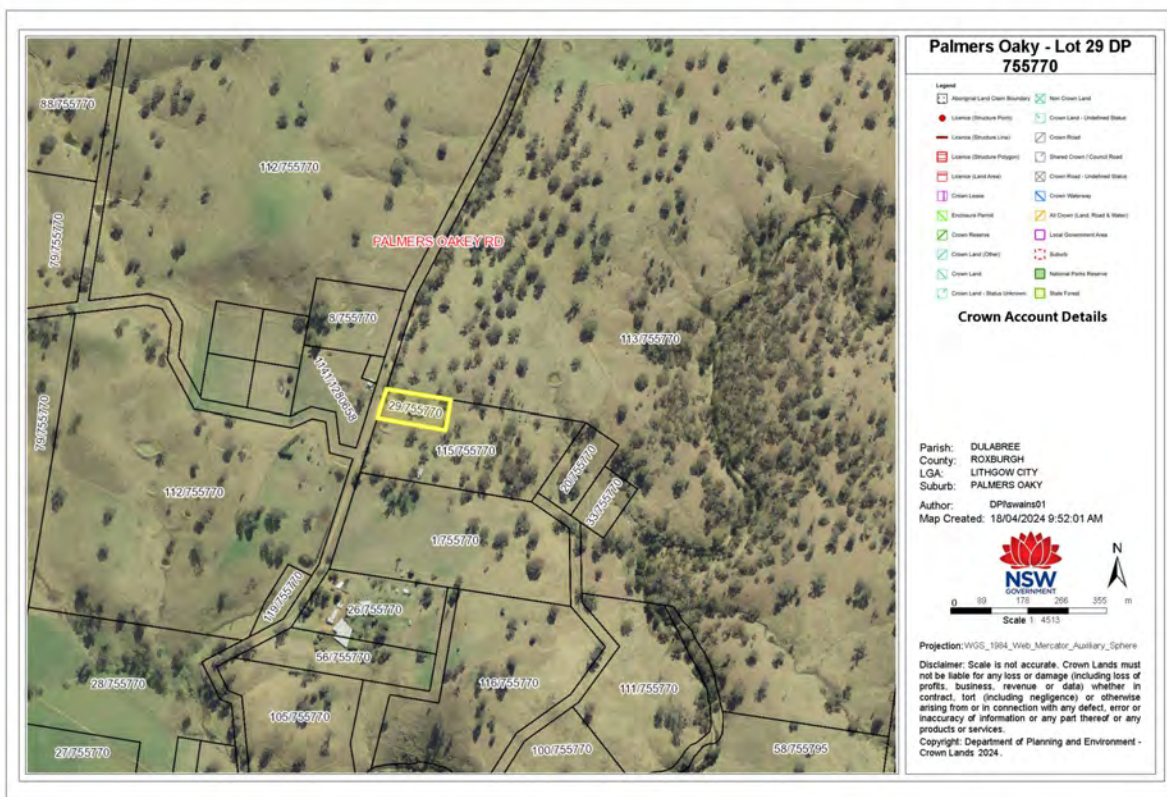 88/755770
112/755770
79/755770
PALMERS OAKEY RD
8/755770
113/755770
1141/1280658
29/755770
115/755770
79/755770
112/755770
20/755770
33/755770
1/755770
119/755770
26/755770
56/755770
28/755770
116/755770
111/755770
105/755770
27/755770
100/755770
58/755795
Palmers Oaky - Lot 29 DP
755770
Legend
Aboriginal Land Claim Boundary
Licence (Structure Point)
Licence (Structure Line)
Licence (Structure Polygon)
Licence (Land Area)
Crown Lease
Enclosure Permit
Crown Reserve
Crown Land (Other)
Crown Land
Crown Land - Status Unknown
Non Crown Land
Crown Land - Undefined Status
Crown Road
Shared Crown / Council Road
Crown Road - Undefined Status
Crown Waterway
All Crown (Land, Road & Water)
Local Government Area
Suburb
National Parks Reserve
State Forest
Crown Account Details
Parish: DULABREE
County: ROXBURGH
LGA: LITHGOW CITY
Suburb: PALMERS OAKY
Author: DPI\swains01
Map Created: 18/04/2024 9:52:01 AM
NSW
GOVERNMENT
N
0 89 178 266 355 m
Scale 1: 4513
Projection:WGS_1984_Web_Mercator_Auxiliary_Sphere
Disclaimer: Scale is not accurate. Crown Lands must
not be liable for any loss or damage (including loss of
profits, business, revenue or data) whether in
contract, tort (including negligence) or otherwise
arising from or in connection with any defect, error or
inaccuracy of information or any part thereof or any
products or services.
Copyright: Department of Planning and Environment -
Crown Lands 2024.